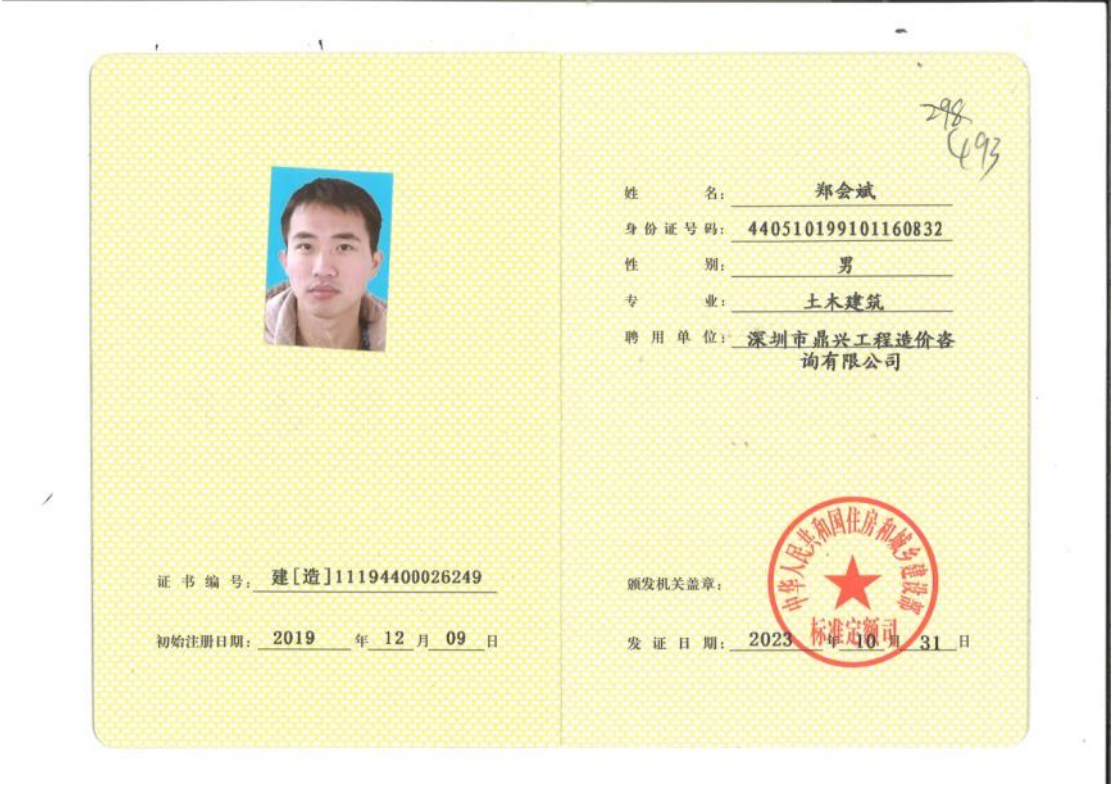 298
493
姓名: 郑会斌
身份证号码: 440510199101160832
性别: 男
专业: 土木建筑
聘用单位: 深圳市鼎兴工程造价咨
询有限公司
证书编号: 建[造]11194400026249
初始注册日期: 2019 年 12 月 09 日
颁发机关盖章:
中华人民共和国住房和城乡建设部
标准定额司
发证日期: 2023 年 10 月 31 日